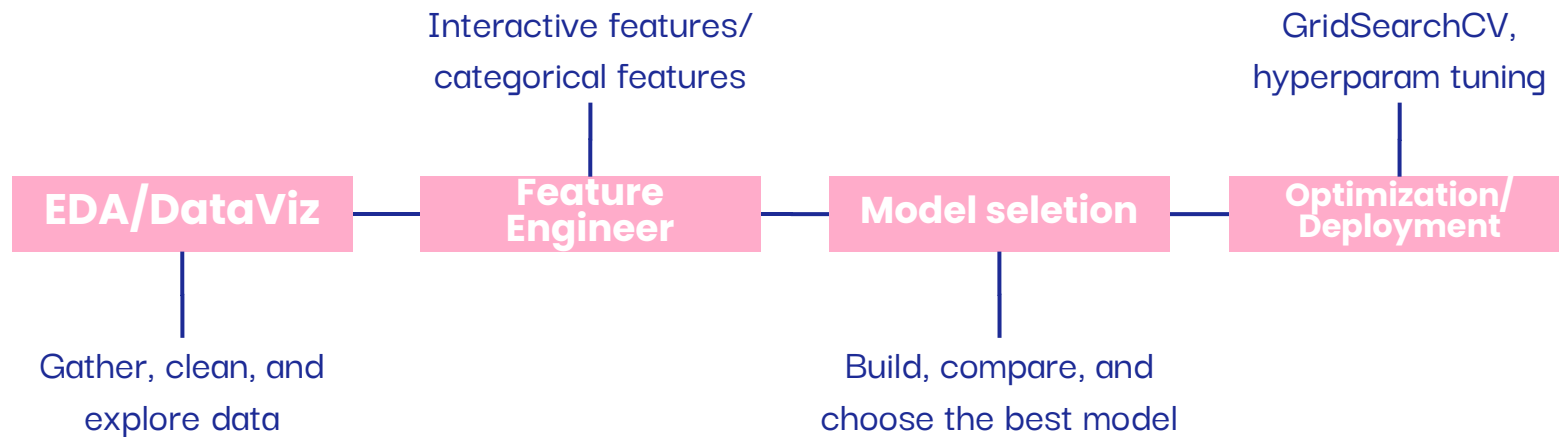 Interactive features/
categorical features
GridSearchCV,
hyperparam tuning
EDA/DataViz
Feature
Engineer
Model seletion
Optimization/
Deployment
Gather, clean, and
explore data
Build, compare, and
choose the best model